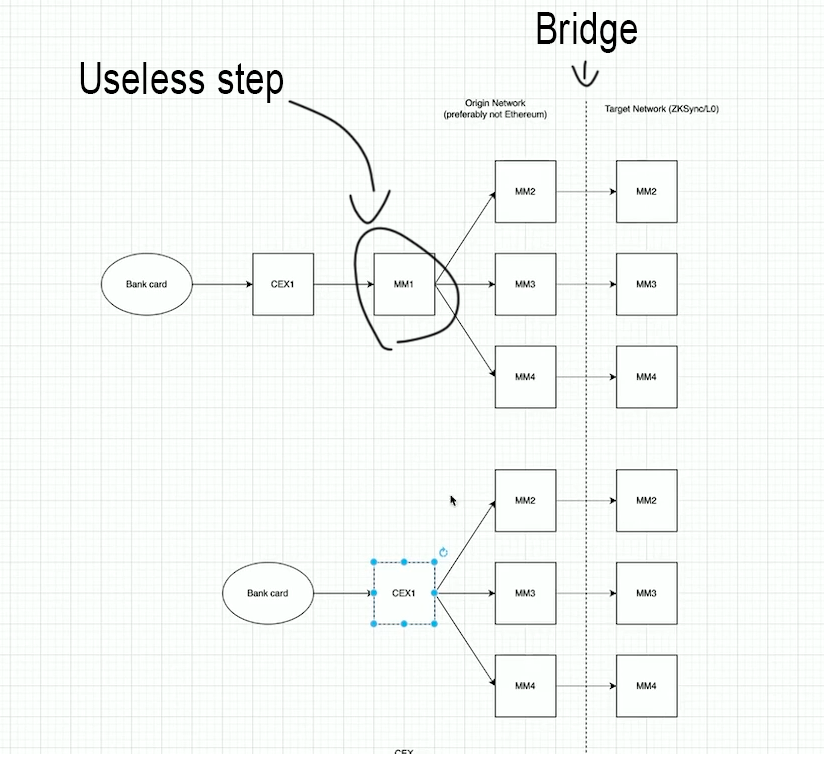 Bridge
Useless step
Origin Network
(preferably not Ethereum)
Target Network (ZKSync/L0)
MM2
MM2
Bank card
CEX1
MM1
MM3
MM3
MM4
MM4
MM2
MM2
Bank card
CEX1
MM3
MM3
MM4
MM4
CEX